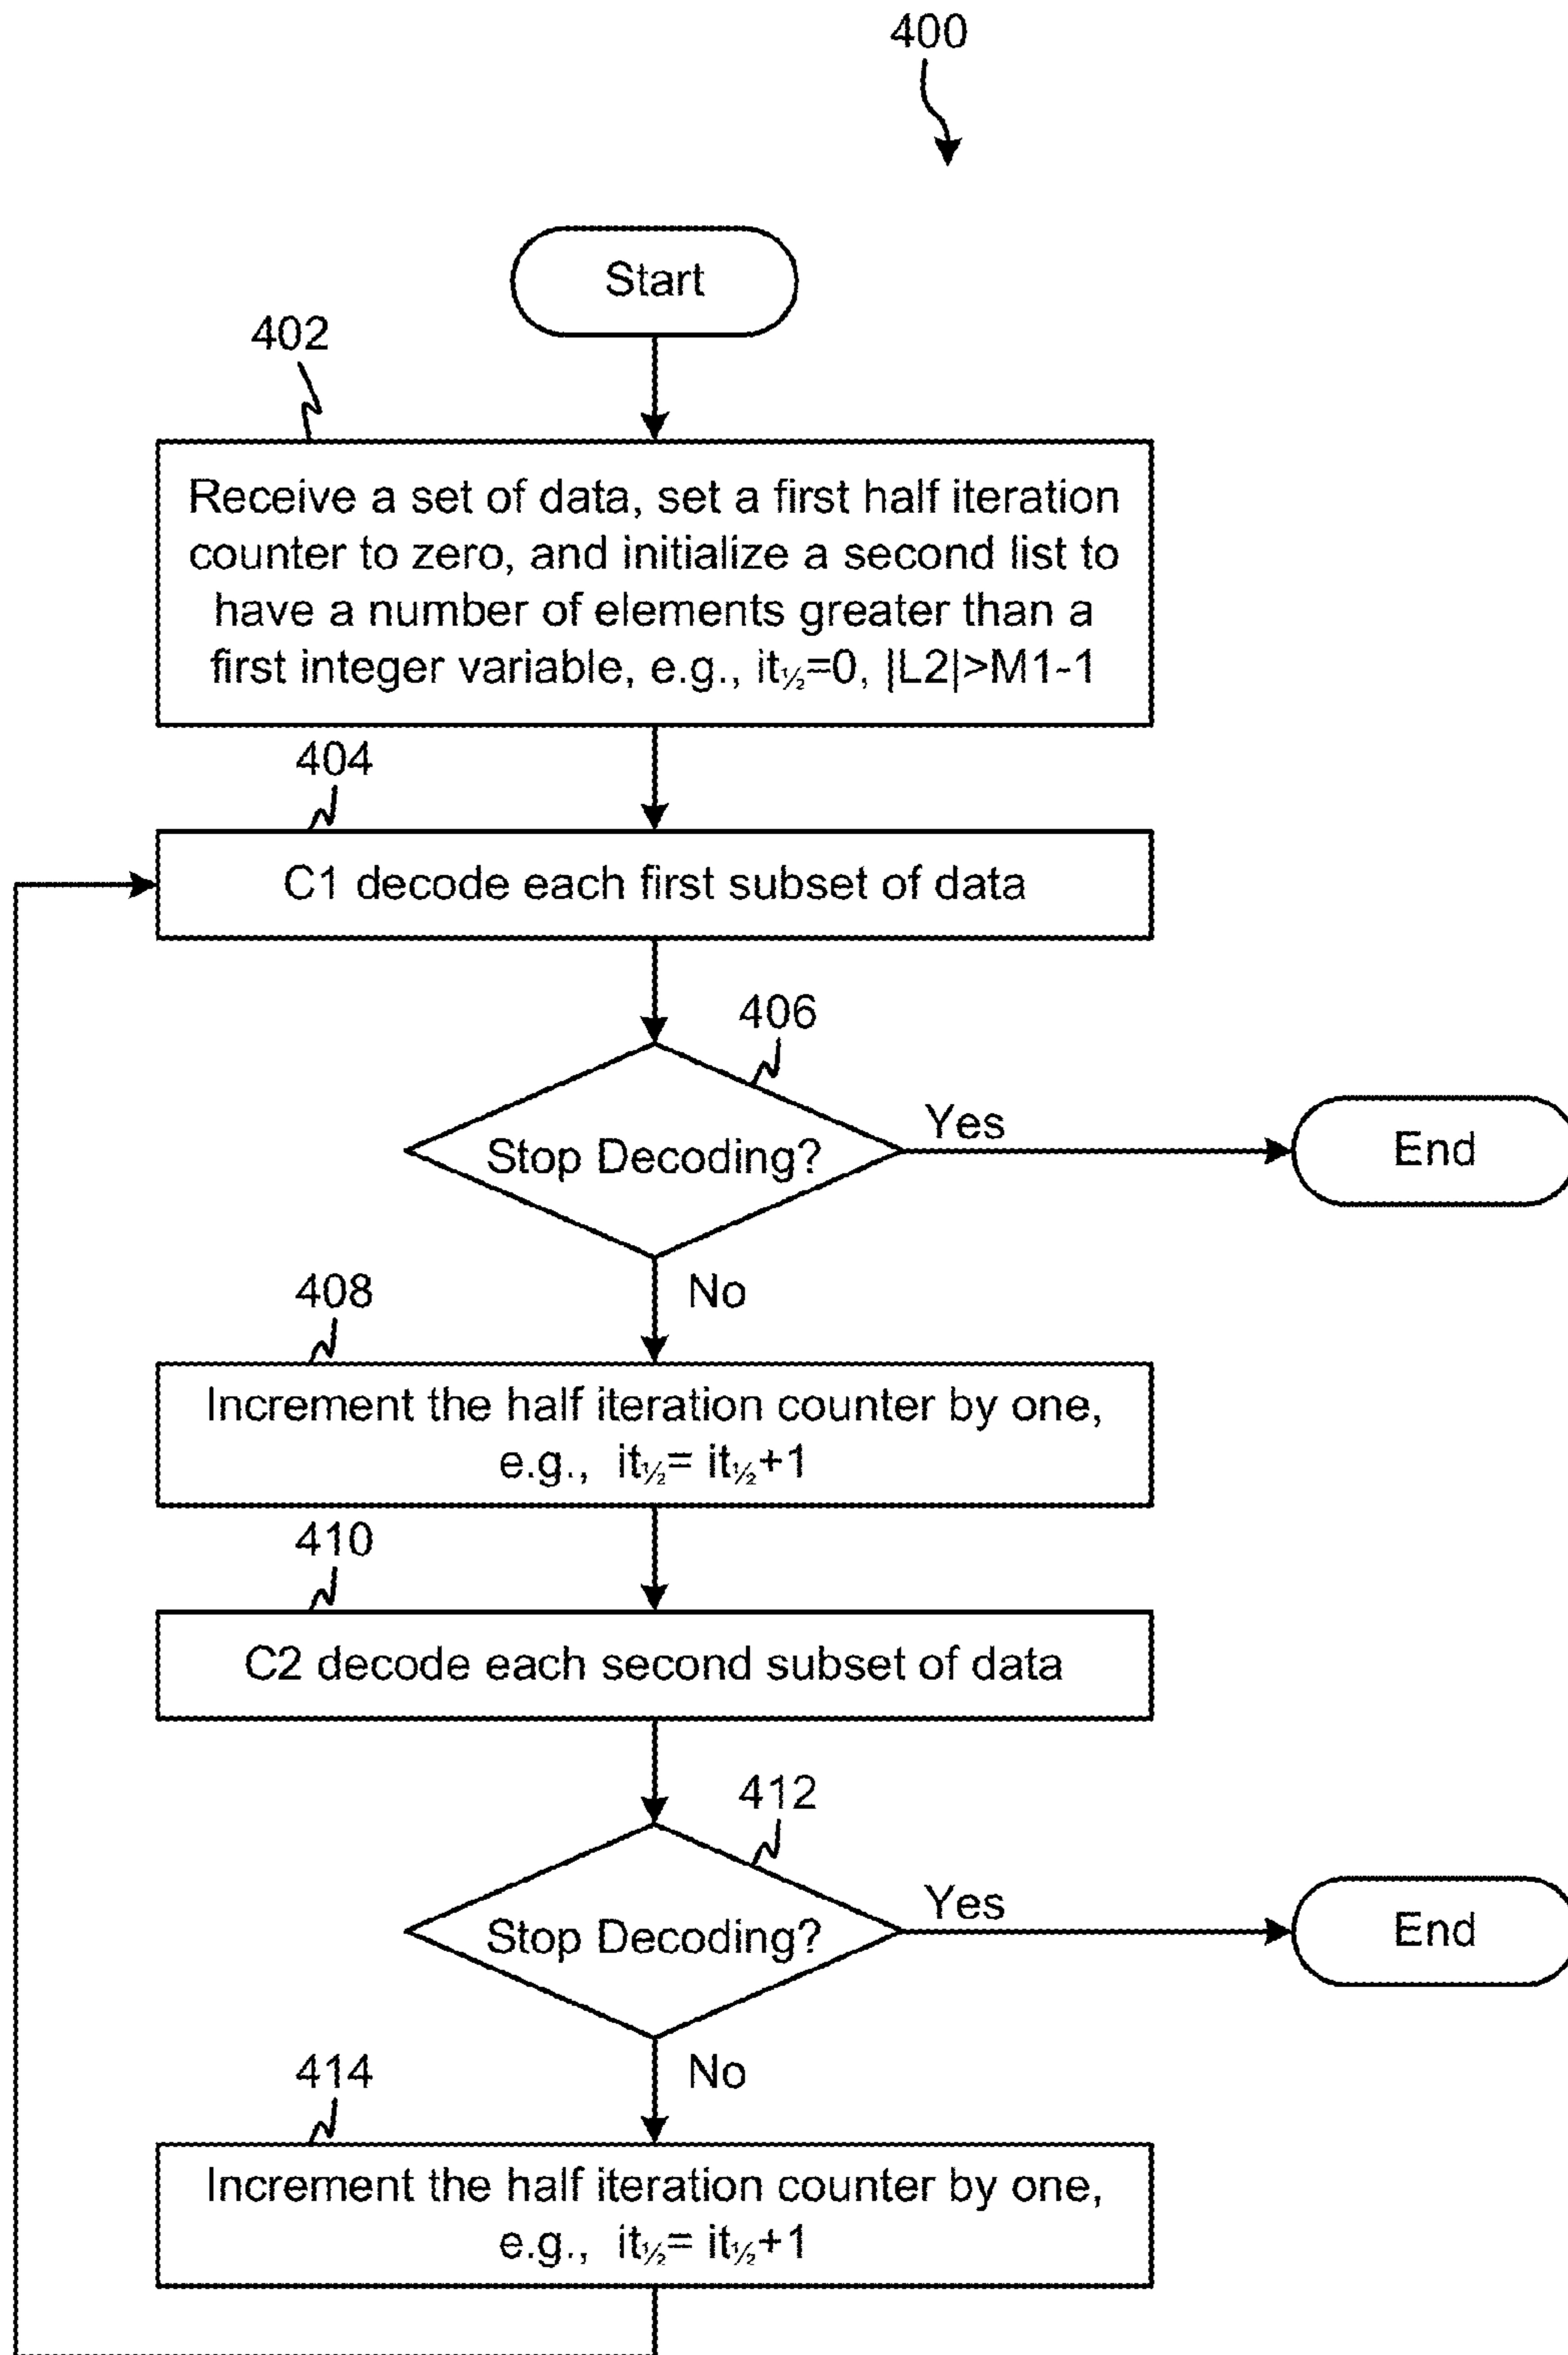 400
Start
402
Receive a set of data, set a first half iteration
counter to zero, and initialize a second list to
have a number of elements greater than a
first integer variable, e.g., it½=0, |L2|>M1-1
404
C1 decode each first subset of data
406
Stop Decoding?
Yes
End
No
408
Increment the half iteration counter by one,
e.g., it½= it½+1
410
C2 decode each second subset of data
412
Stop Decoding?
Yes
End
No
414
Increment the half iteration counter by one,
e.g., it½= it½+1